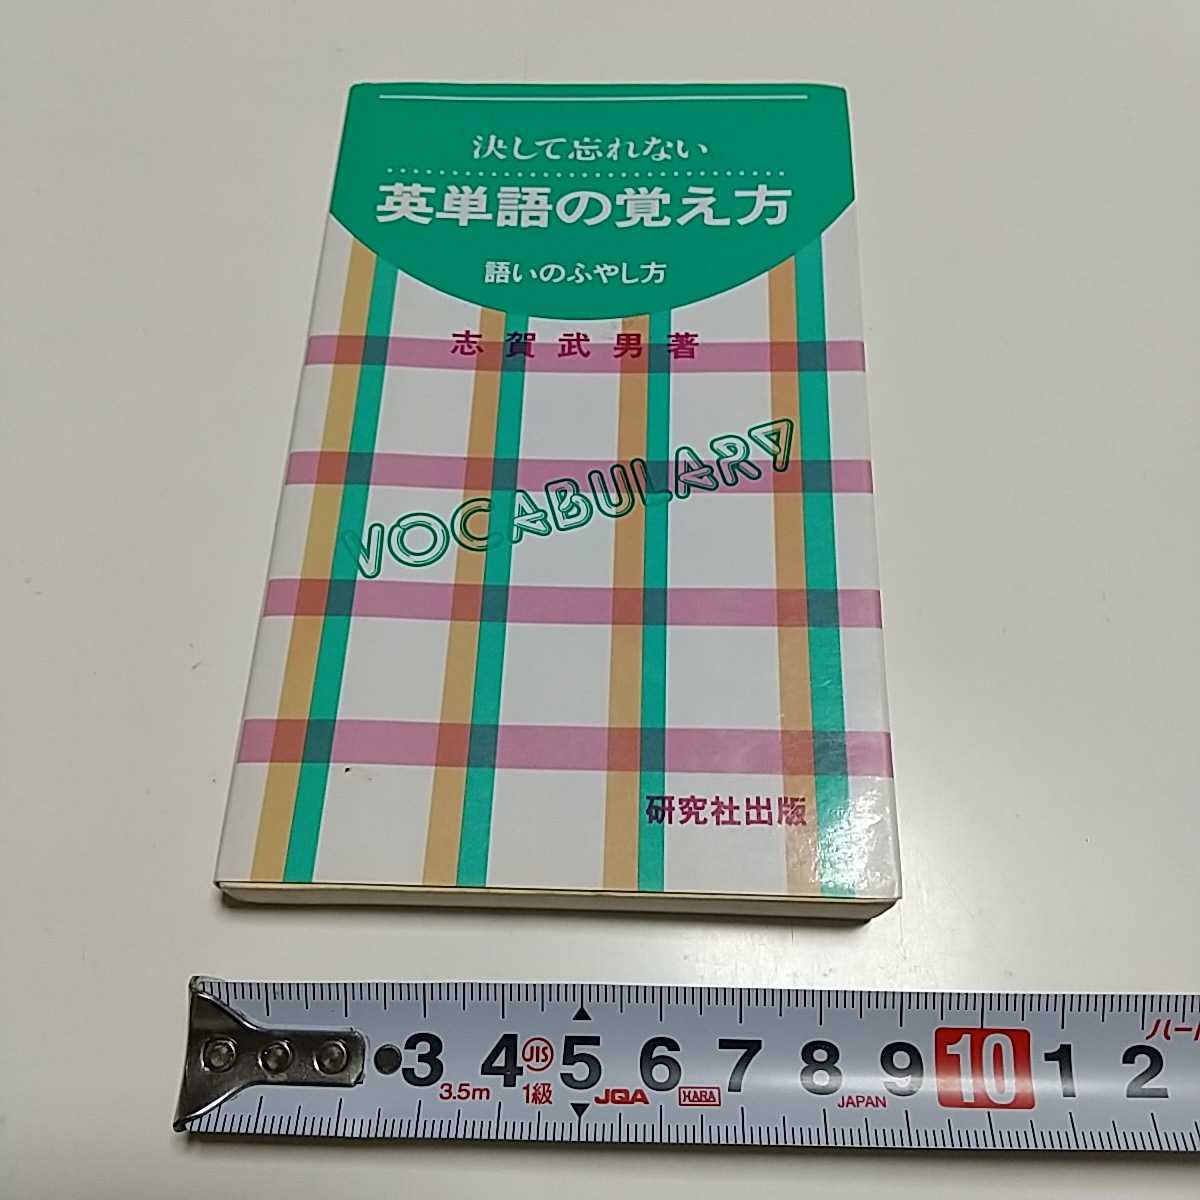 決して忘れない
英単語の覚え方
語いのふやし方
志賀武男著
VOCABULARY
研究社出版
3 4 5 6 7 8 9 10 1 2
3.5m JIS 1級 JQA HARA JAPAN